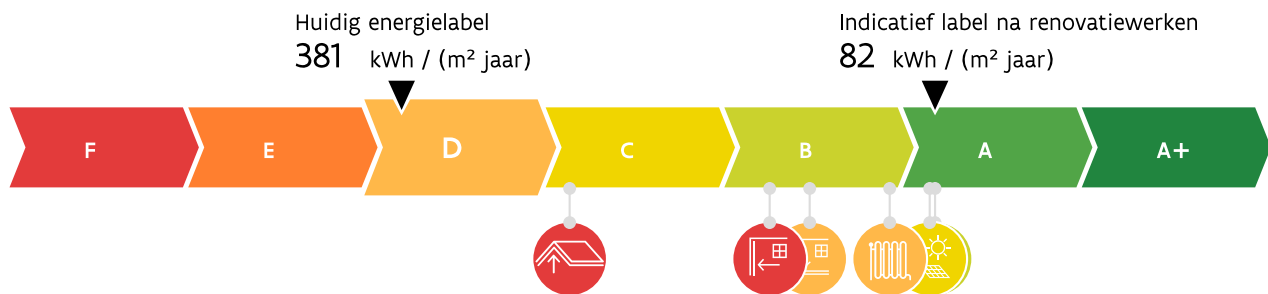 Huidig energielabel
381 kWh / (m² jaar)
Indicatief label na renovatiewerken
82 kWh / (m² jaar)
F E D C B A A+